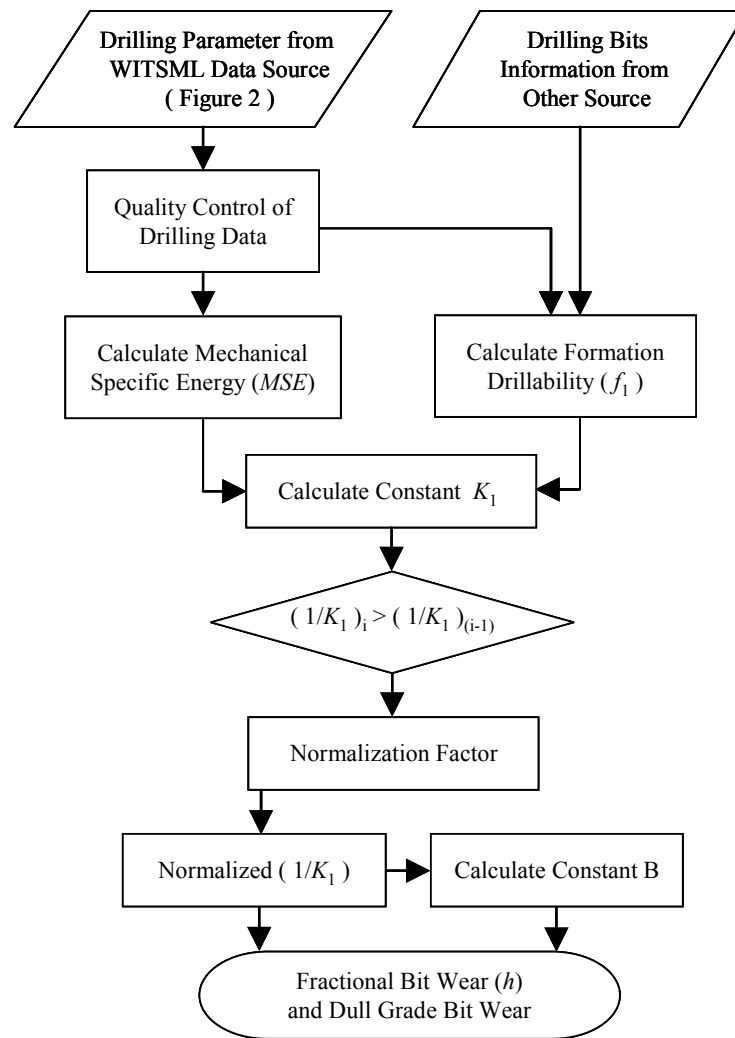 Drilling Parameter from
WITSML Data Source
( Figure 2 )
Drilling Bits
Information from
Other Source
Quality Control of
Drilling Data
Calculate Mechanical
Specific Energy (MSE)
Calculate Formation
Drillability ( f1 )
Calculate Constant K1
( 1/K1 )i > ( 1/K1 )(i-1)
Normalization Factor
Normalized ( 1/K1 )
Calculate Constant B
Fractional Bit Wear (h)
and Dull Grade Bit Wear